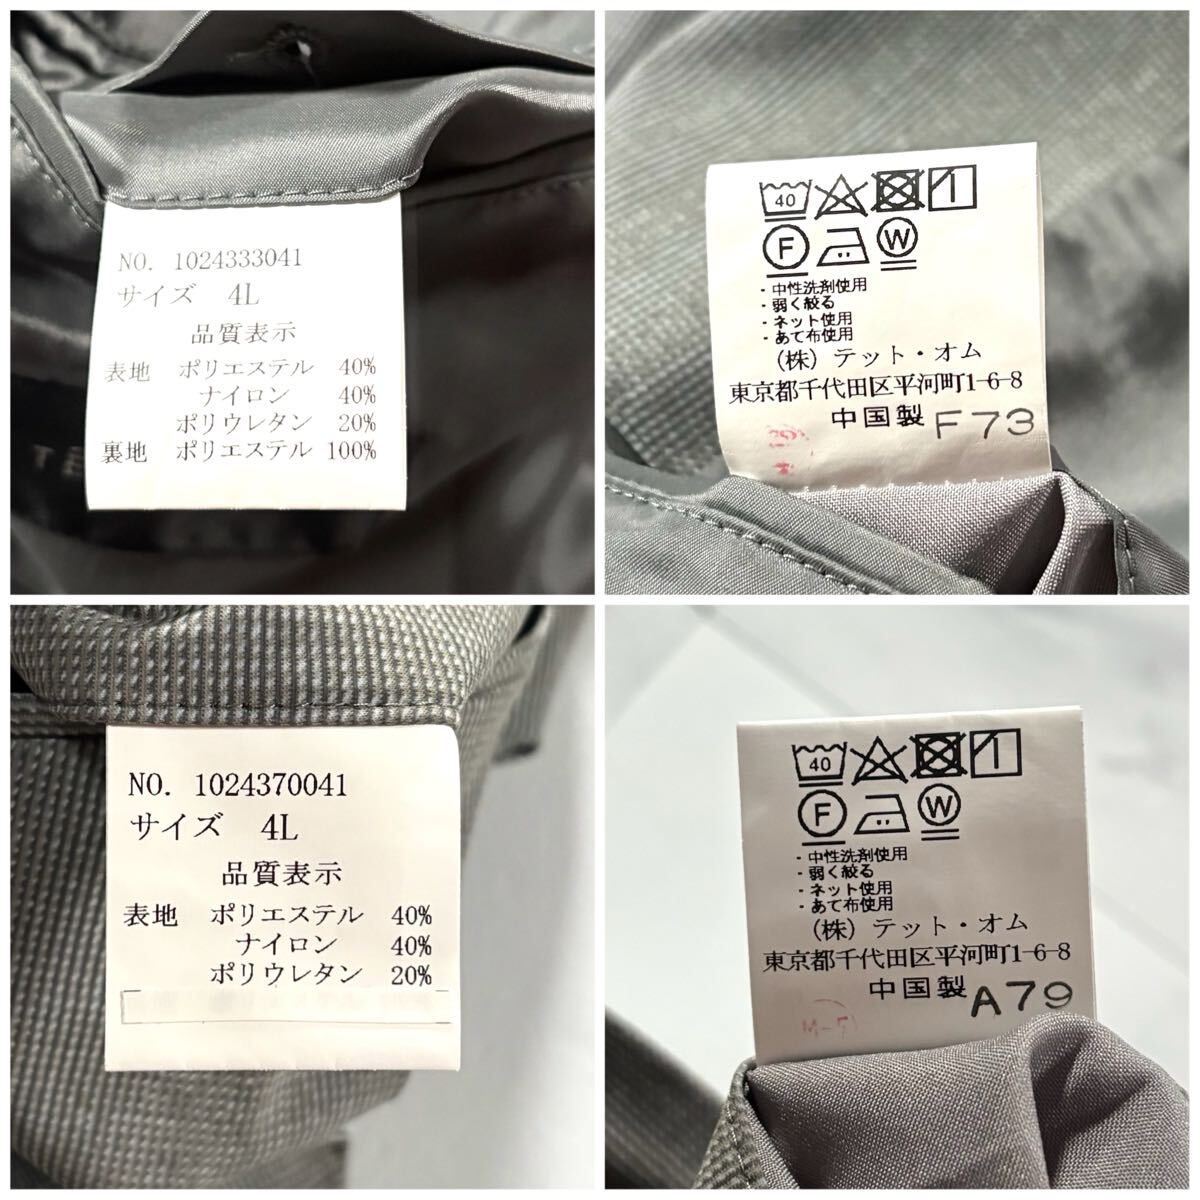 NO. 1024333041
サイズ 4L
品質表示
表地 ポリエステル 40%
ナイロン 40%
ポリウレタン 20%
裏地 ポリエステル 100%
40
F W
・中性洗剤使用
・弱く絞る
・ネット使用
・あて布使用
(株) テット・オム
東京都千代田区平河町1-6-8
中国製 F73
NO. 1024370041
サイズ 4L
品質表示
表地 ポリエステル 40%
ナイロン 40%
ポリウレタン 20%
40
F W
・中性洗剤使用
・弱く絞る
・ネット使用
・あて布使用
(株) テット・オム
東京都千代田区平河町1-6-8
中国製 A79